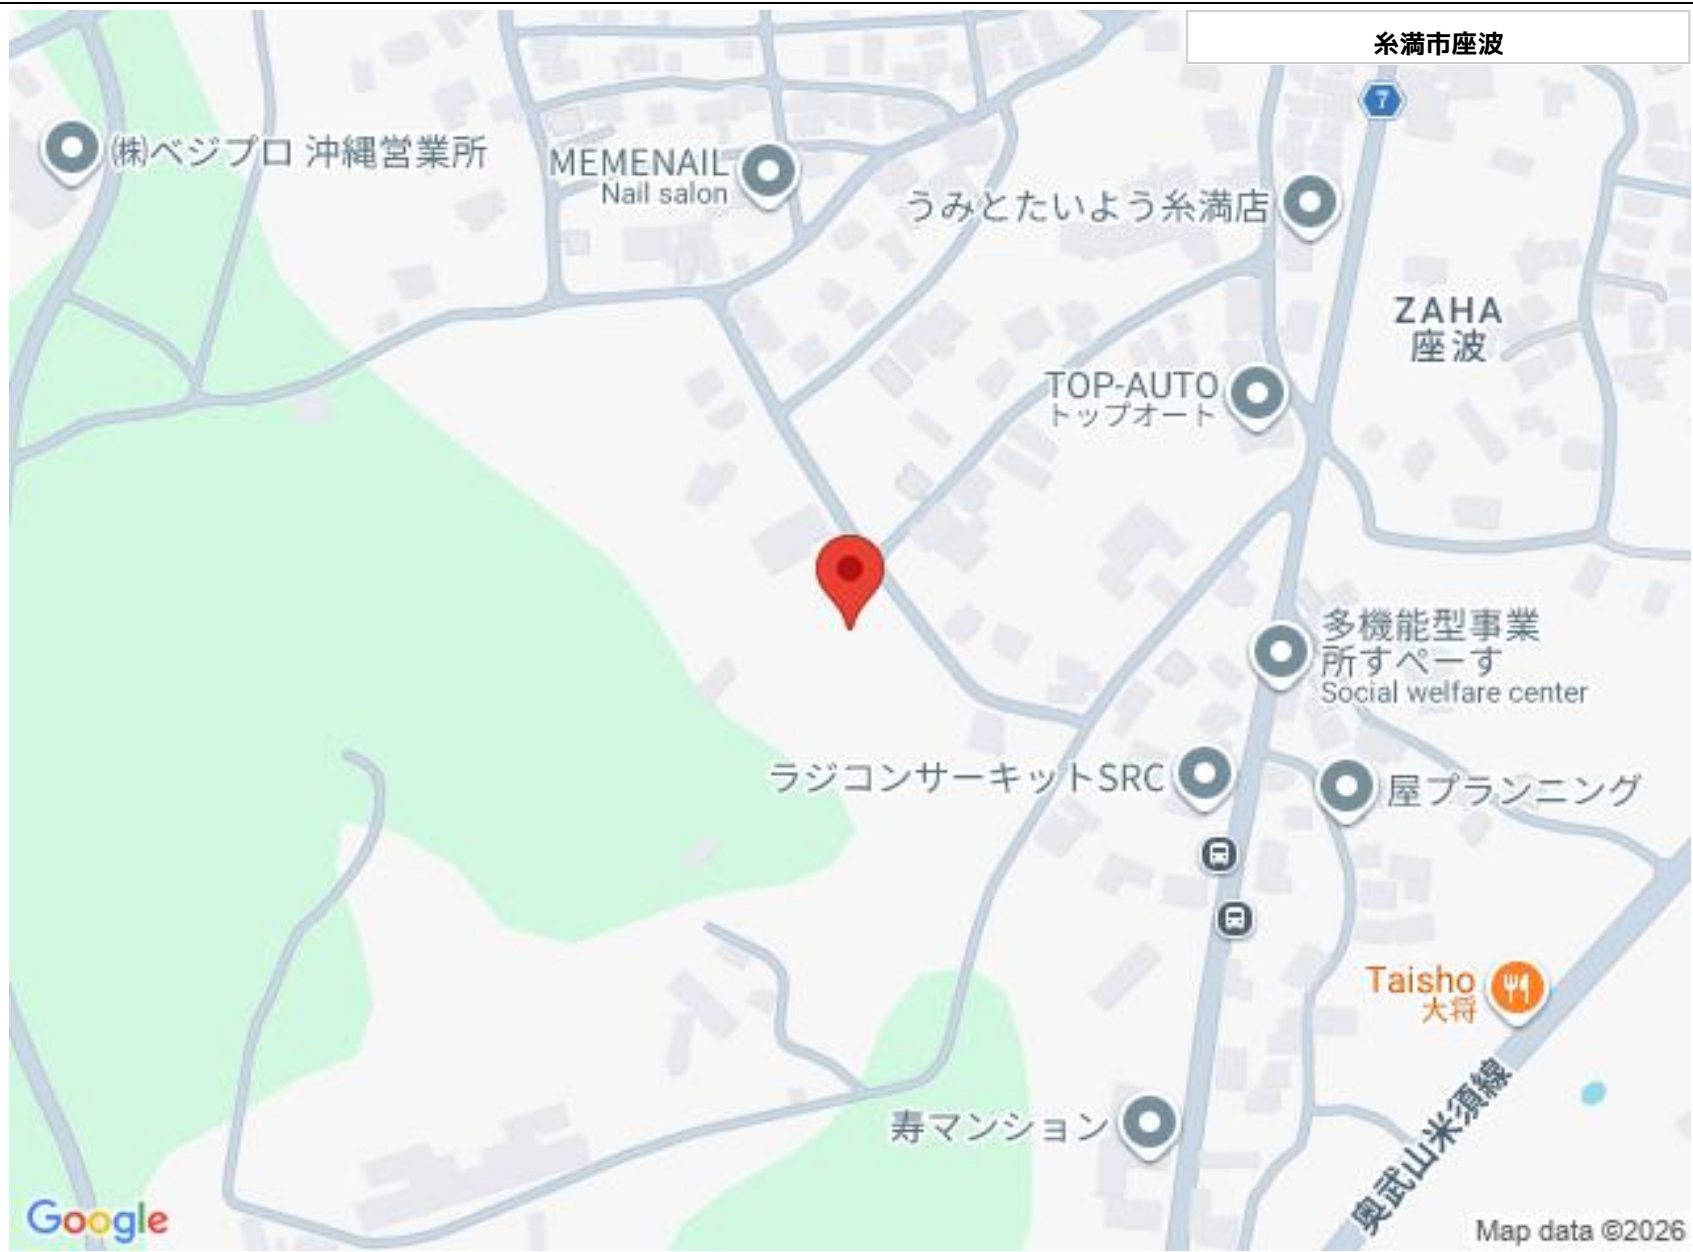 糸満市座波
7
㈱ベジプロ 沖縄営業所
MEMENAIL
Nail salon
うみとたいよう糸満店
ZAHA
座波
TOP-AUTO
トップオート
多機能型事業
所すぺーす
Social welfare center
ラジコンサーキットSRC
屋プランニング
Taisho
大将
奥武山米須線
寿マンション
Google
Map data ©2026